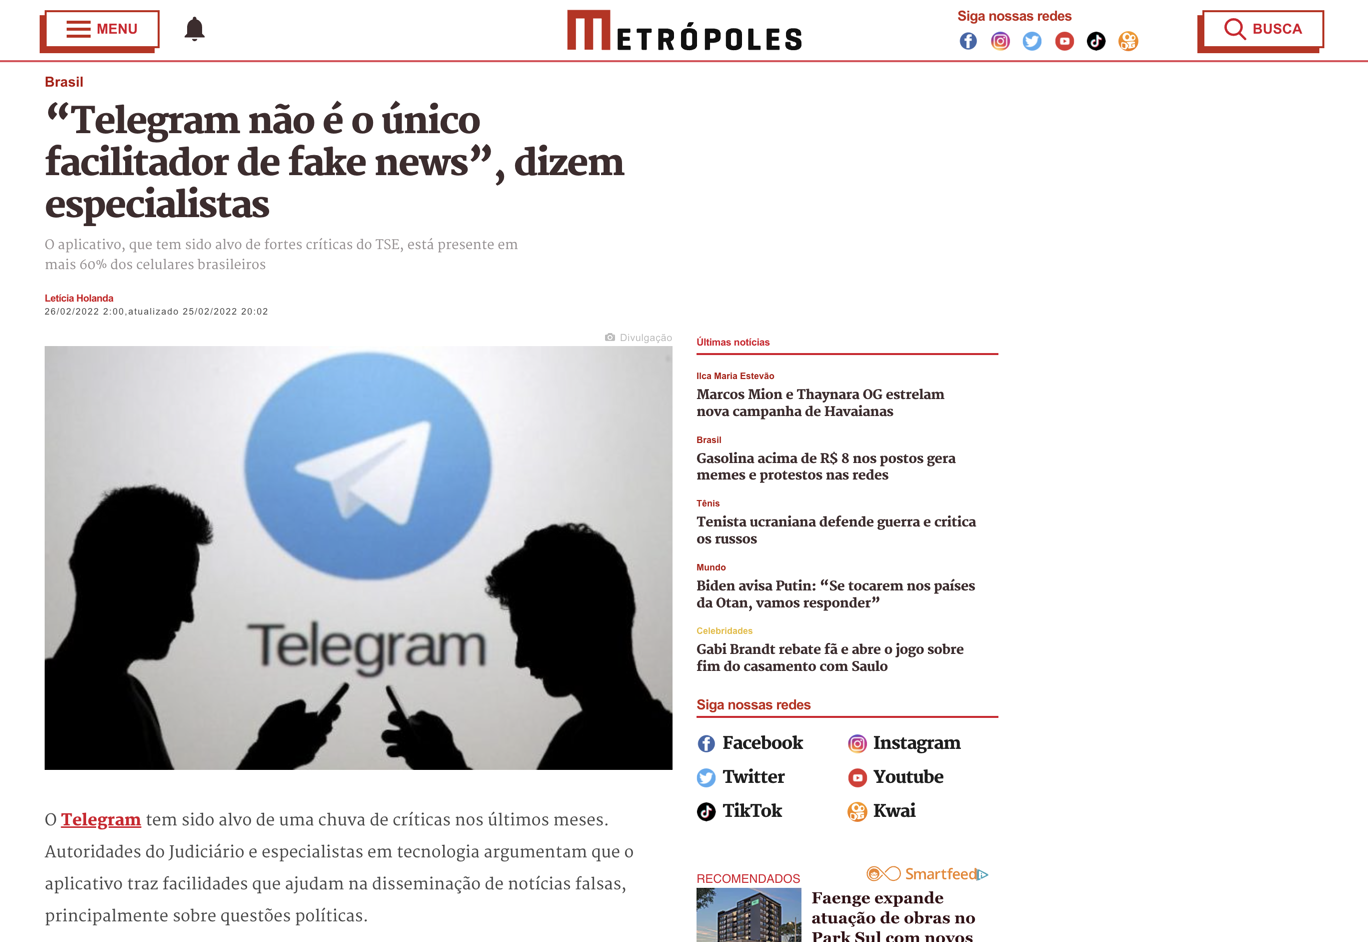 MENU
METRÓPOLES
Siga nossas redes
BUSCA
Brasil
“Telegram não é o único
facilitador de fake news”, dizem
especialistas
O aplicativo, que tem sido alvo de fortes críticas do TSE, está presente em
mais 60% dos celulares brasileiros
Letícia Holanda
26/02/2022 2:00,atualizado 25/02/2022 20:02
Divulgação
Telegram
O Telegram tem sido alvo de uma chuva de críticas nos últimos meses.
Autoridades do Judiciário e especialistas em tecnologia argumentam que o
aplicativo traz facilidades que ajudam na disseminação de notícias falsas,
principalmente sobre questões políticas.
Últimas notícias
Ilca Maria Estevão
Marcos Mion e Thaynara OG estrelam
nova campanha de Havaianas
Brasil
Gasolina acima de R$ 8 nos postos gera
memes e protestos nas redes
Tênis
Tenista ucraniana defende guerra e critica
os russos
Mundo
Biden avisa Putin: “Se tocarem nos países
da Otan, vamos responder”
Celebridades
Gabi Brandt rebate fã e abre o jogo sobre
fim do casamento com Saulo
Siga nossas redes
Facebook
Instagram
Twitter
Youtube
TikTok
Kwai
RECOMENDADOS
Smartfeed
Faenge expande
atuação de obras no
Park Sul com novos